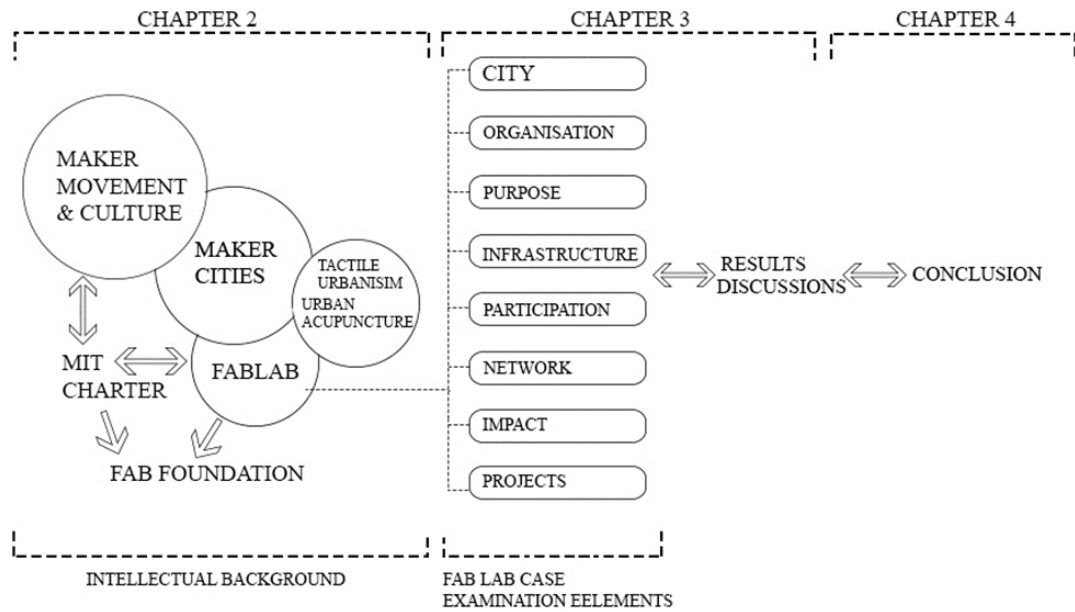 CHAPTER 2
CHAPTER 3
CHAPTER 4
MAKER
MOVEMENT
& CULTURE
MAKER
CITIES
TACTILE
URBANISIM
URBAN
ACUPUNCTURE
MIT
CHARTER
FABLAB
FAB FOUNDATION
CITY
ORGANISATION
PURPOSE
INFRASTRUCTURE
PARTICIPATION
NETWORK
IMPACT
PROJECTS
RESULTS
DISCUSSIONS
CONCLUSION
INTELLECTUAL BACKGROUND
FAB LAB CASE
EXAMINATION EELEMENTS